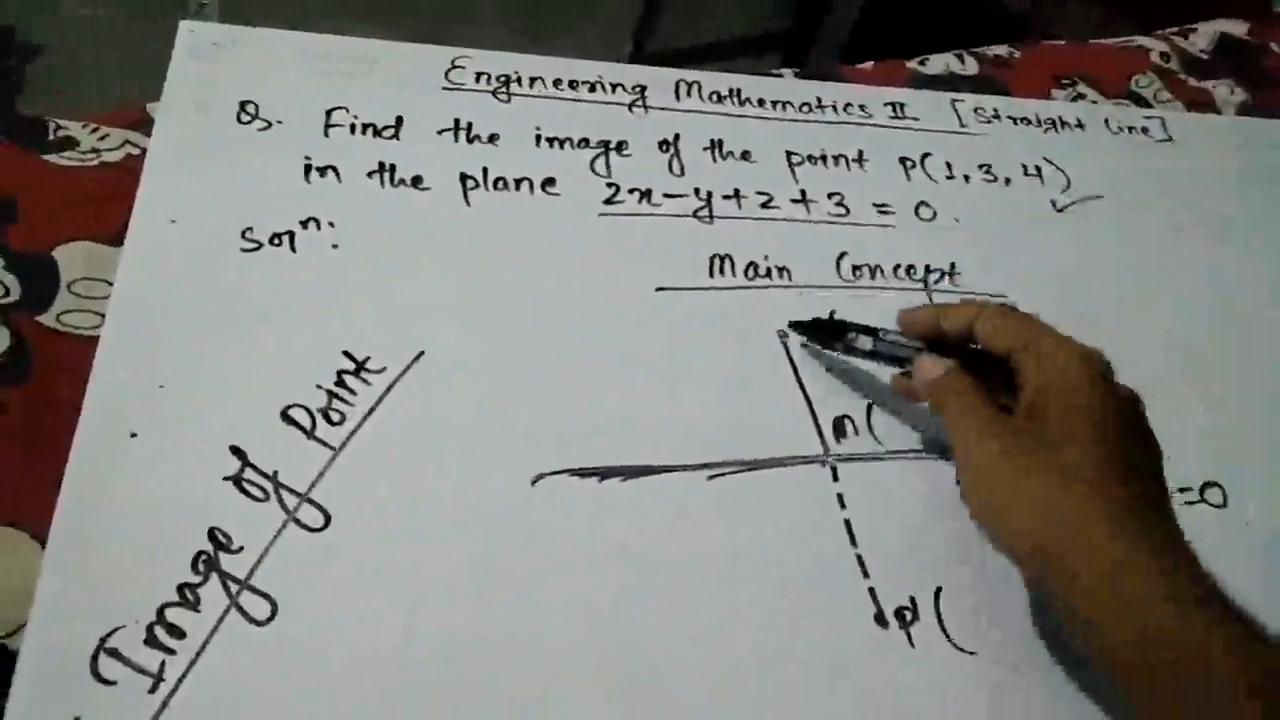 Engineering Mathematics II [Straight line]
Q. Find the image of the point P(1,3,4)
in the plane 2x-y+z+3=0.
Solⁿ:
Main Concept
Image of Point
m(
=0
p'(